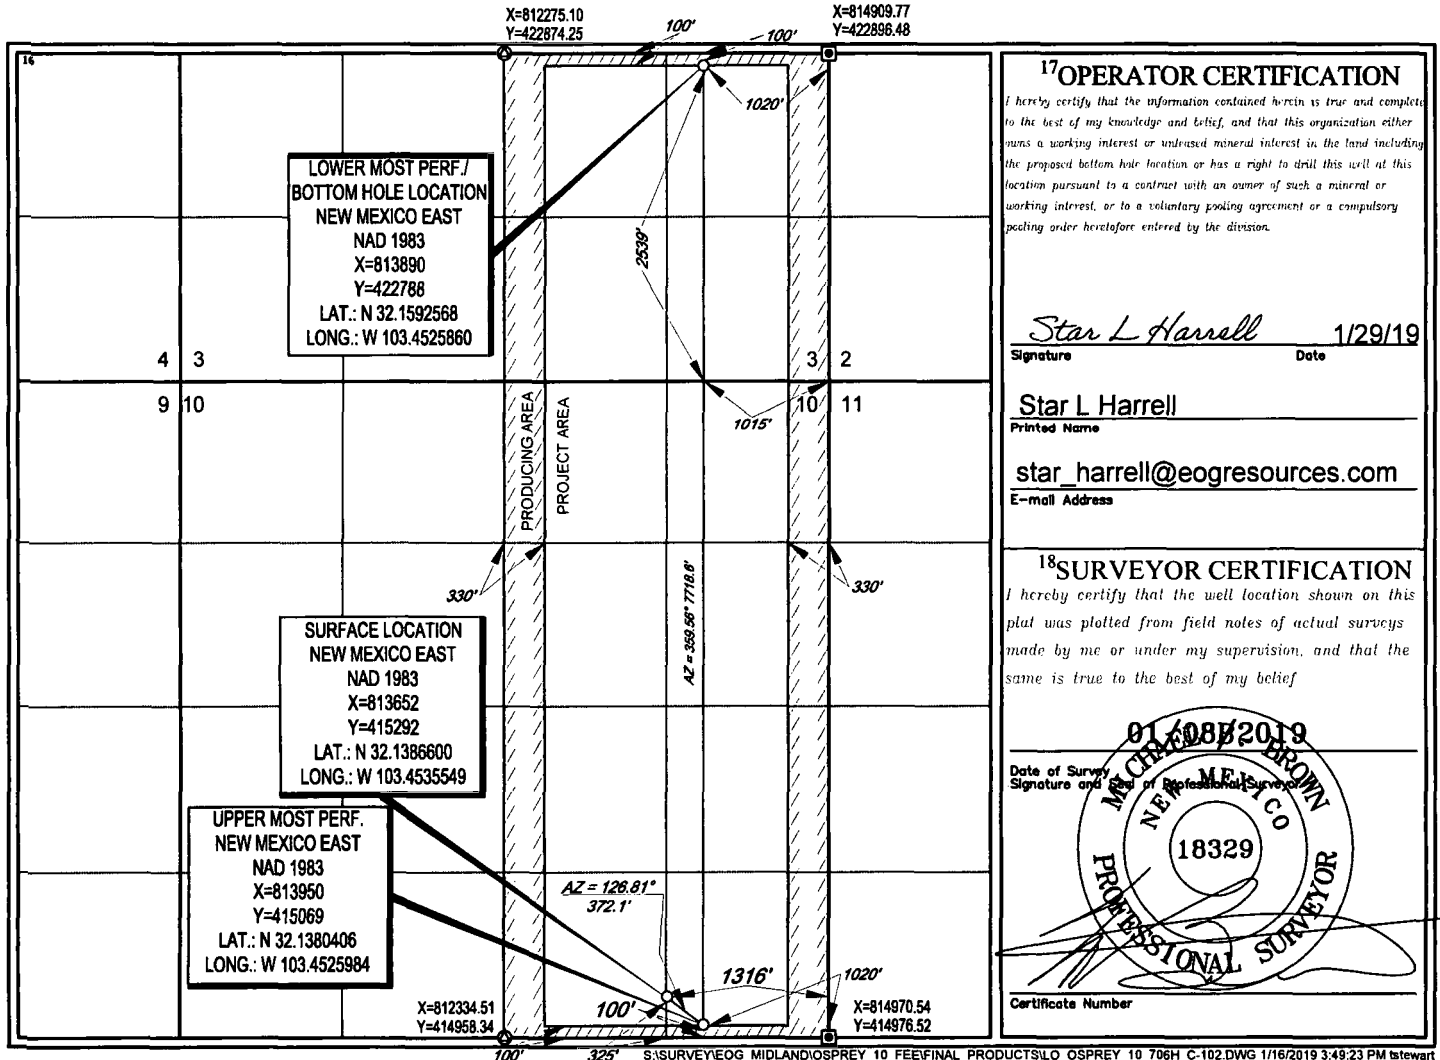 X=812275.10
Y=422874.25
100'
100'
X=814909.77
Y=422896.48
16
1020'
LOWER MOST PERF./
BOTTOM HOLE LOCATION
NEW MEXICO EAST
NAD 1983
X=813890
Y=422788
LAT.: N 32.1592568
LONG.: W 103.4525860
2539'
4 3
3 2
9 10
10 11
1015'
PRODUCING AREA
PROJECT AREA
330'
330'
AZ = 359.56° 7718.6'
SURFACE LOCATION
NEW MEXICO EAST
NAD 1983
X=813652
Y=415292
LAT.: N 32.1386600
LONG.: W 103.4535549
UPPER MOST PERF.
NEW MEXICO EAST
NAD 1983
X=813950
Y=415069
LAT.: N 32.1380406
LONG.: W 103.4525984
AZ = 126.81°
372.1'
1316'
1020'
100'
X=812334.51
Y=414958.34
X=814970.54
Y=414976.52
100'
325'
17OPERATOR CERTIFICATION
I hereby certify that the information contained herein is true and complete
to the best of my knowledge and belief, and that this organization either
owns a working interest or unleased mineral interest in the land including
the proposed bottom hole location or has a right to drill this well at this
location pursuant to a contract with an owner of such a mineral or
working interest, or to a voluntary pooling agreement or a compulsory
pooling order heretofore entered by the division.
Star L Harrell 1/29/19
Signature Date
Star L Harrell
Printed Name
star_harrell@eogresources.com
E-mail Address
18SURVEYOR CERTIFICATION
I hereby certify that the well location shown on this
plat was plotted from field notes of actual surveys
made by me or under my supervision, and that the
same is true to the best of my belief
Date of Survey
Signature and Seal of Professional Surveyor
MICHAEL BROWN
NEW MEXICO
18329
PROFESSIONAL SURVEYOR
Certificate Number
S:\SURVEY\EOG_MIDLAND\OSPREY_10_FEE\FINAL_PRODUCTS\LO_OSPREY_10_706H_C-102.DWG 1/16/2019 3:49:23 PM tstewart